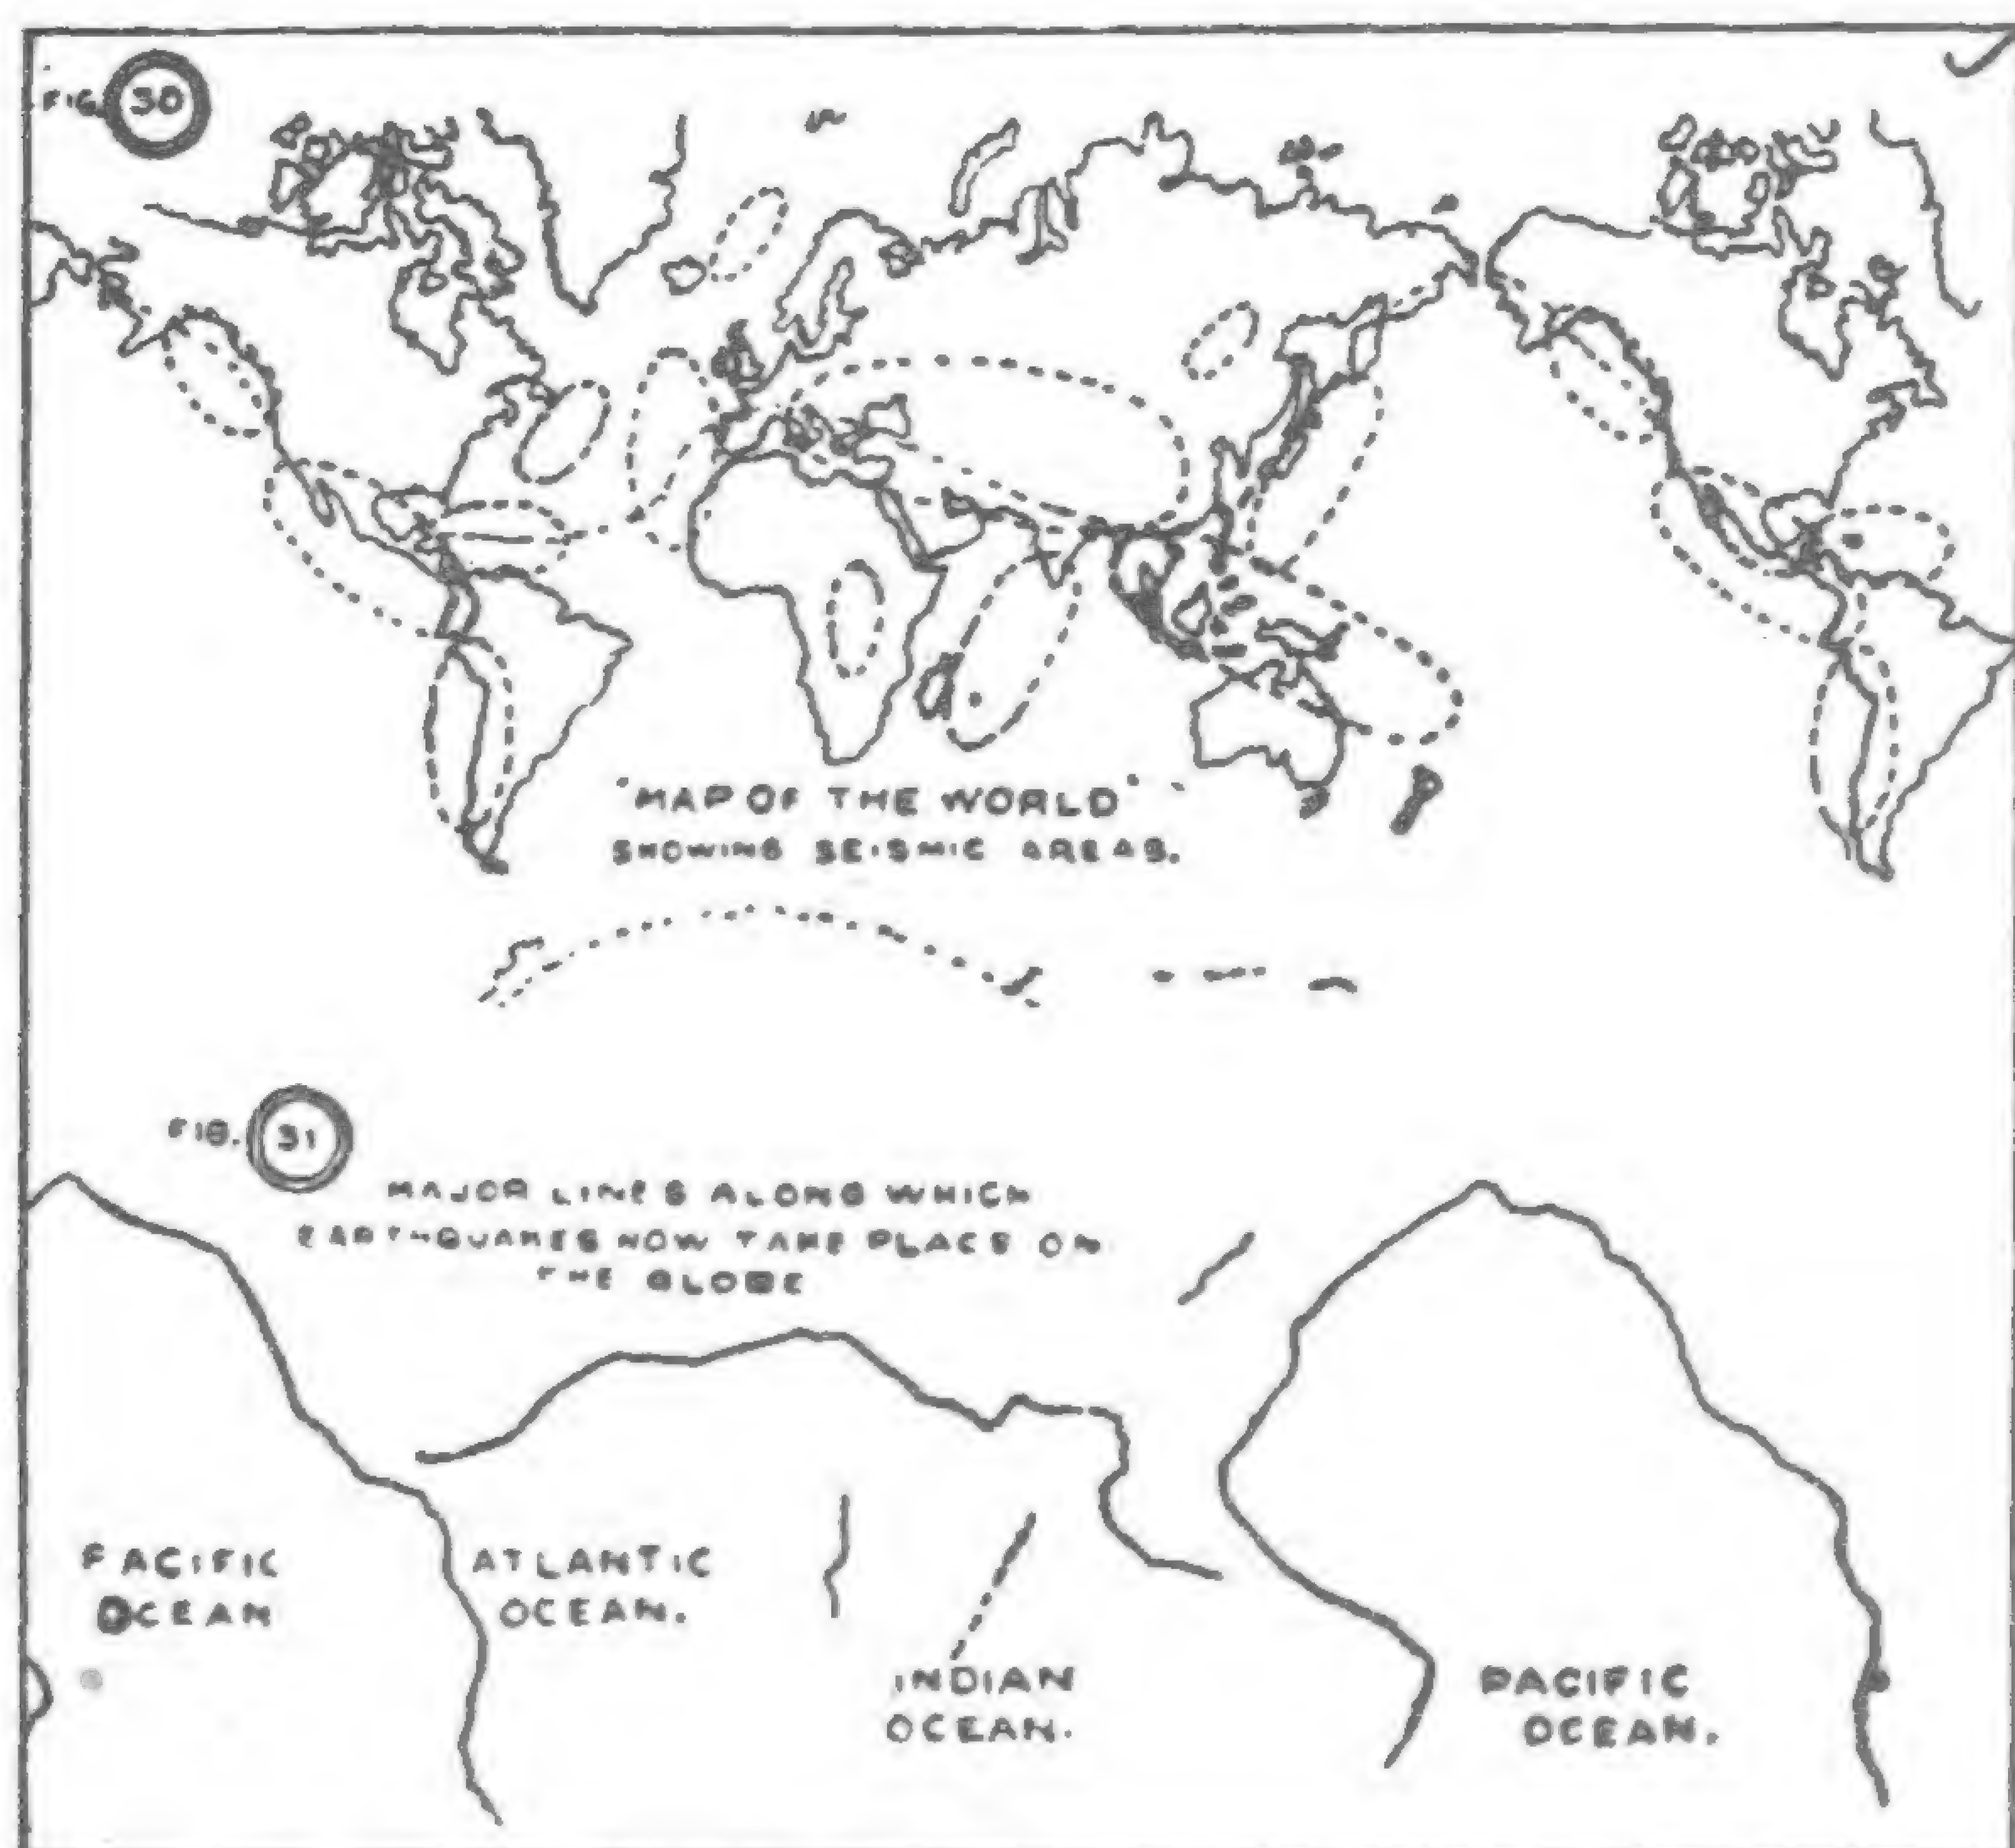 FIG. 30
"MAP OF THE WORLD"
SHOWING SEISMIC AREAS.
FIG. 31
MAJOR LINES ALONG WHICH
EARTHQUAKES NOW TAKE PLACE ON
THE GLOBE
PACIFIC
OCEAN
ATLANTIC
OCEAN.
INDIAN
OCEAN.
PACIFIC
OCEAN.